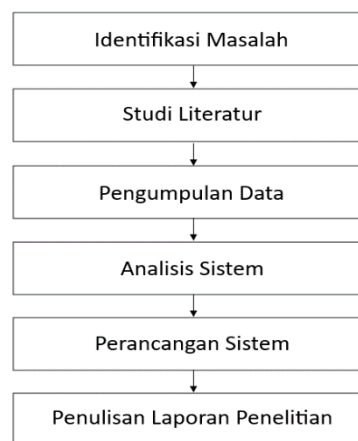 Identifikasi Masalah
Studi Literatur
Pengumpulan Data
Analisis Sistem
Perancangan Sistem
Penulisan Laporan Penelitian